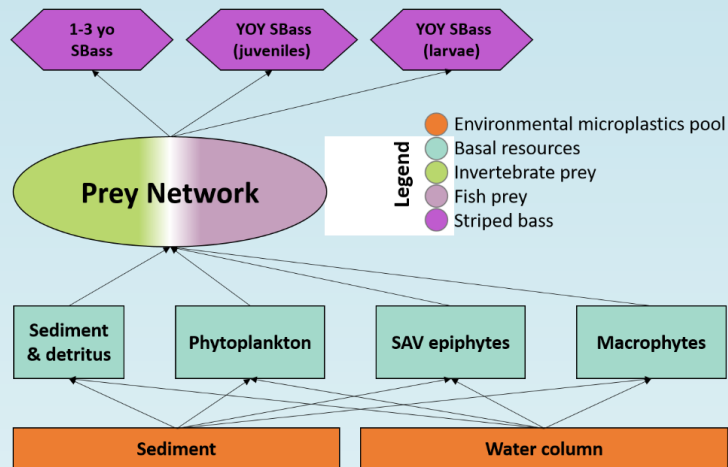 1-3 yo
SBass
YOY SBass
(juveniles)
YOY SBass
(larvae)
Prey Network
Legend
Environmental microplastics pool
Basal resources
Invertebrate prey
Fish prey
Striped bass
Sediment
& detritus
Phytoplankton
SAV epiphytes
Macrophytes
Sediment
Water column